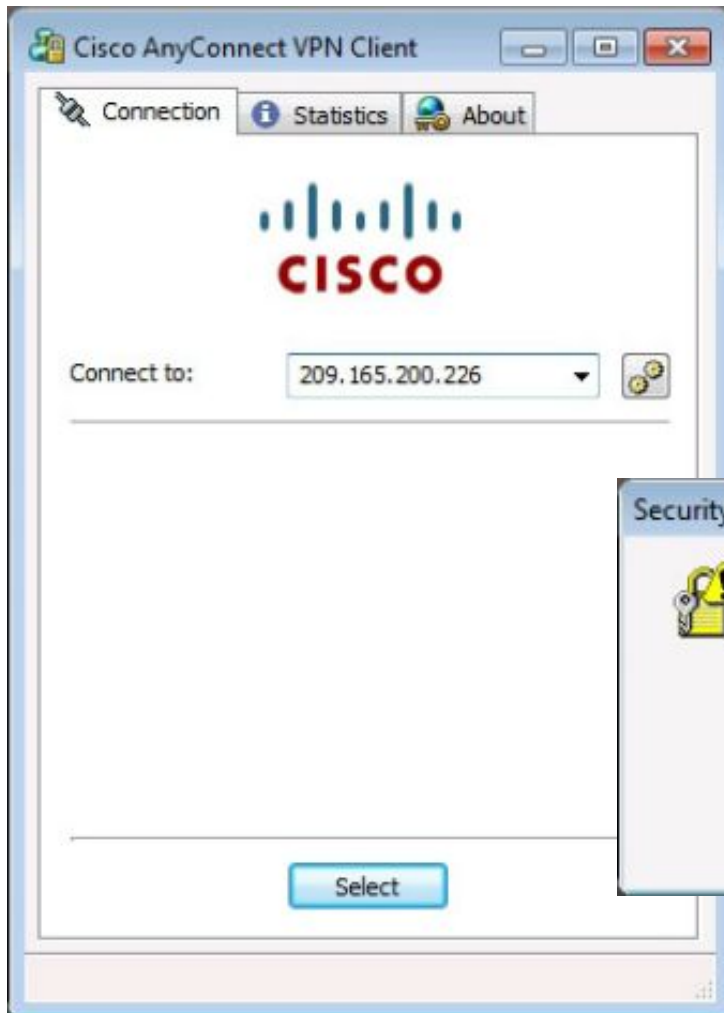 Cisco AnyConnect VPN Client
Connection
Statistics
About
CISCO
Connect to:
209.165.200.226
Security
Select